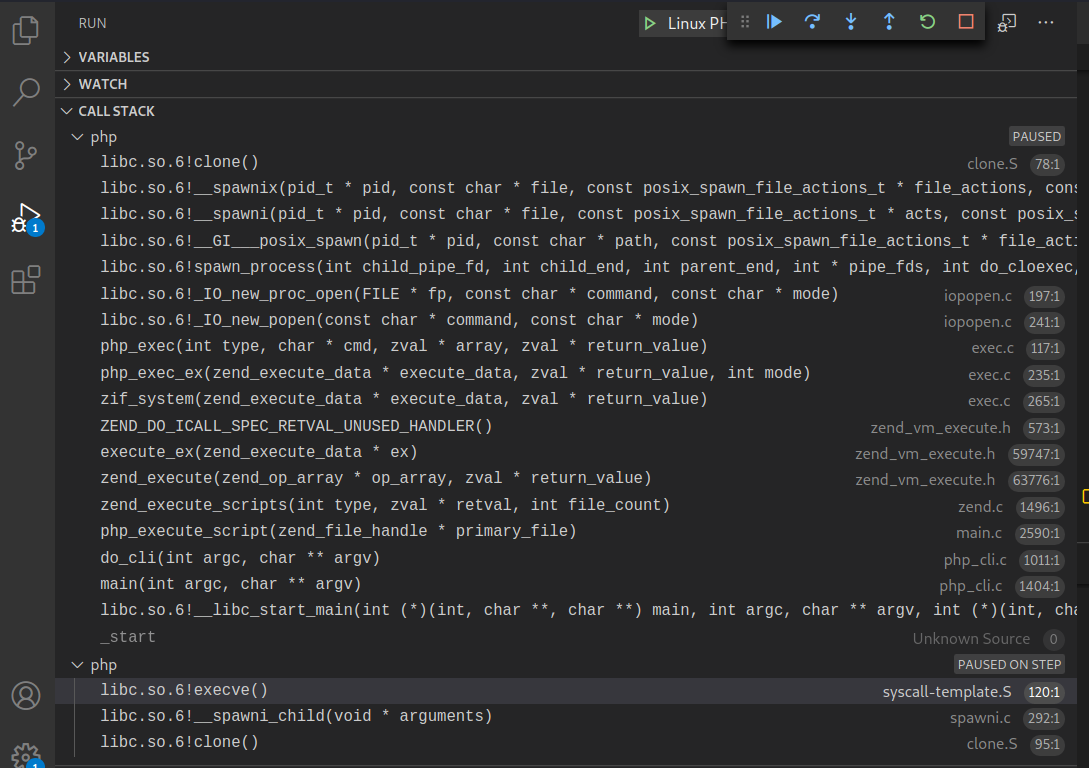 RUN Linux PH ...
VARIABLES
WATCH
CALL STACK
php PAUSED
libc.so.6!clone() clone.S 78:1
libc.so.6!__spawnix(pid_t * pid, const char * file, const posix_spawn_file_actions_t * file_actions, cons
libc.so.6!__spawni(pid_t * pid, const char * file, const posix_spawn_file_actions_t * acts, const posix_s
libc.so.6!__GI___posix_spawn(pid_t * pid, const char * path, const posix_spawn_file_actions_t * file_acti
libc.so.6!spawn_process(int child_pipe_fd, int child_end, int parent_end, int * pipe_fds, int do_cloexec,
libc.so.6!_IO_new_proc_open(FILE * fp, const char * command, const char * mode) iopopen.c 197:1
libc.so.6!_IO_new_popen(const char * command, const char * mode) iopopen.c 241:1
php_exec(int type, char * cmd, zval * array, zval * return_value) exec.c 117:1
php_exec_ex(zend_execute_data * execute_data, zval * return_value, int mode) exec.c 235:1
zif_system(zend_execute_data * execute_data, zval * return_value) exec.c 265:1
ZEND_DO_ICALL_SPEC_RETVAL_UNUSED_HANDLER() zend_vm_execute.h 573:1
execute_ex(zend_execute_data * ex) zend_vm_execute.h 59747:1
zend_execute(zend_op_array * op_array, zval * return_value) zend_vm_execute.h 63776:1
zend_execute_scripts(int type, zval * retval, int file_count) zend.c 1496:1
php_execute_script(zend_file_handle * primary_file) main.c 2590:1
do_cli(int argc, char ** argv) php_cli.c 1011:1
main(int argc, char ** argv) php_cli.c 1404:1
libc.so.6!__libc_start_main(int (*)(int, char **, char **) main, int argc, char ** argv, int (*)(int, cha
_start Unknown Source 0
php PAUSED ON STEP
libc.so.6!execve() syscall-template.S 120:1
libc.so.6!__spawni_child(void * arguments) spawni.c 292:1
libc.so.6!clone() clone.S 95:1
1
1